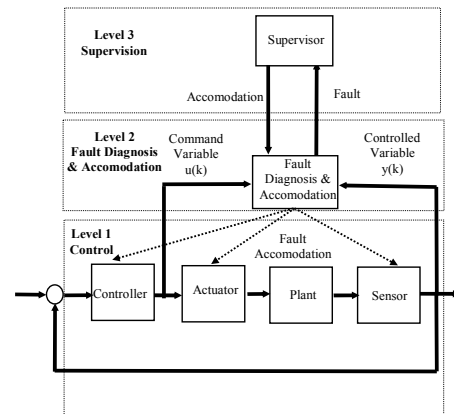 Level 3
Supervision
Supervisor
Accomodation
Fault
Level 2
Fault Diagnosis
& Accomodation
Command
Variable
u(k)
Controlled
Variable
y(k)
Fault
Diagnosis &
Accomodation
Level 1
Control
Fault
Accomodation
Controller
Actuator
Plant
Sensor